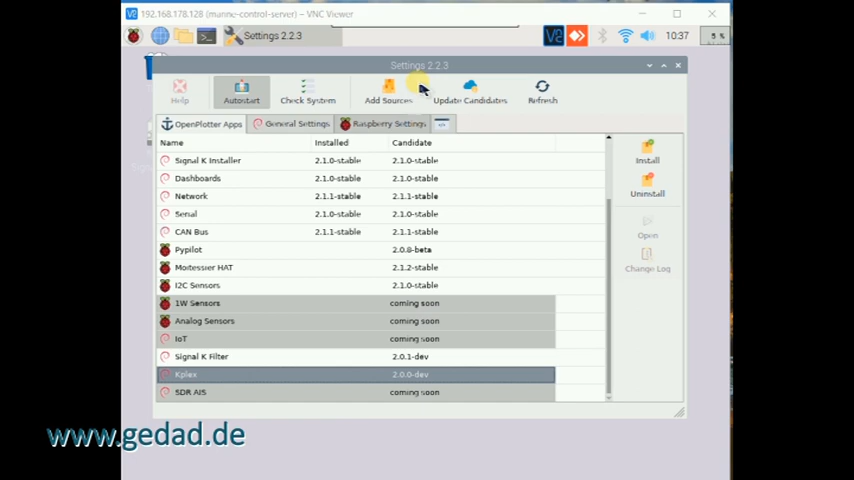 192.168.178.128 (marine-control-server) - VNC Viewer
Settings 2.2.3
10:37
5 %
Settings 2.2.3
Help
Autostart
Check System
Add Sources
Update Candidates
Refresh
OpenPlotter Apps
General Settings
Raspberry Settings
Name Installed Candidate
Signal K Installer 2.1.0-stable 2.1.0-stable
Dashboards 2.1.0-stable 2.1.0-stable
Network 2.1.1-stable 2.1.1-stable
Serial 2.1.0-stable 2.1.0-stable
CAN Bus 2.1.1-stable 2.1.1-stable
Pypilot 2.0.8-beta
Moitessier HAT 2.1.2-stable
I2C Sensors 2.1.0-stable
1W Sensors coming soon
Analog Sensors coming soon
IoT coming soon
Signal K Filter 2.0.1-dev
Kplex 2.0.0-dev
SDR AIS coming soon
Install
Uninstall
Open
Change Log
www.gedad.de